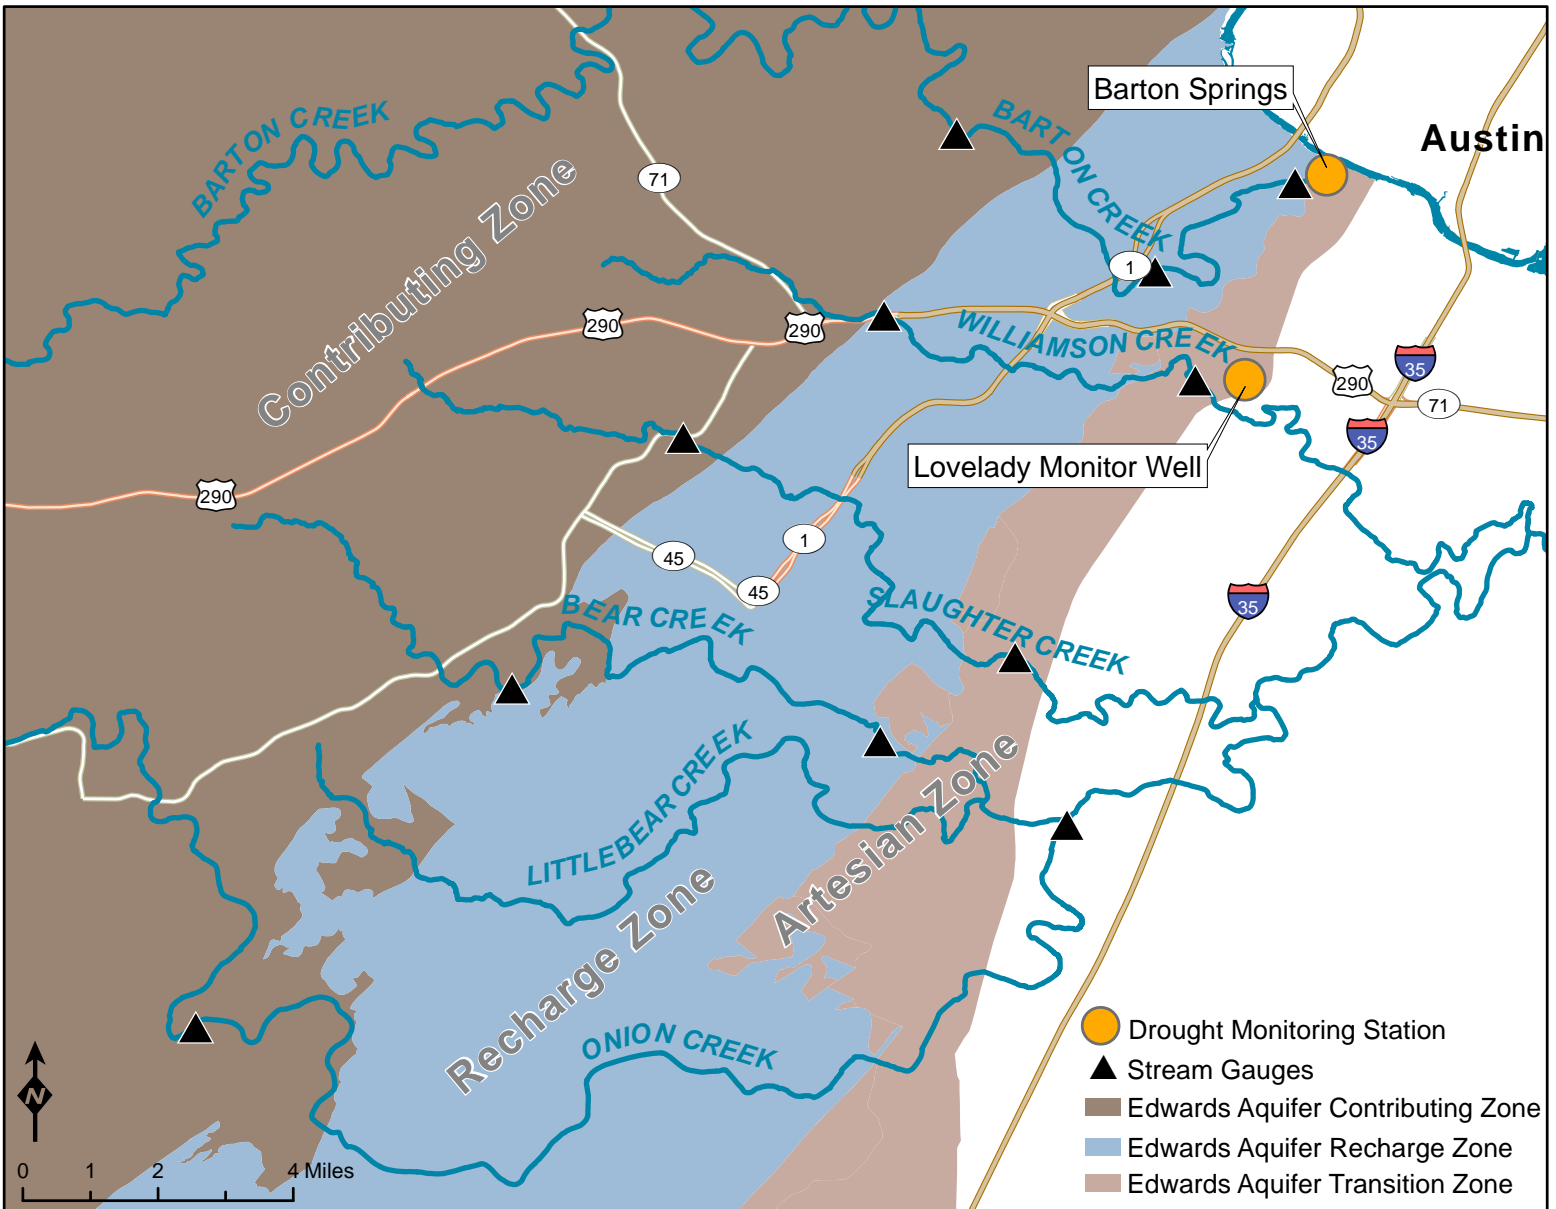 Barton Springs
Austin
BARTON CREEK
BARTON CREEK
71
Contributing Zone
1
290
290
WILLIAMSON CREEK
35
290
71
35
Lovelady Monitor Well
290
1
45
45
35
BEAR CREEK
SLAUGHTER CREEK
LITTLE BEAR CREEK
Artesian Zone
Recharge Zone
ONION CREEK
Drought Monitoring Station
Stream Gauges
Edwards Aquifer Contributing Zone
Edwards Aquifer Recharge Zone
Edwards Aquifer Transition Zone
N
0 1 2 4 Miles